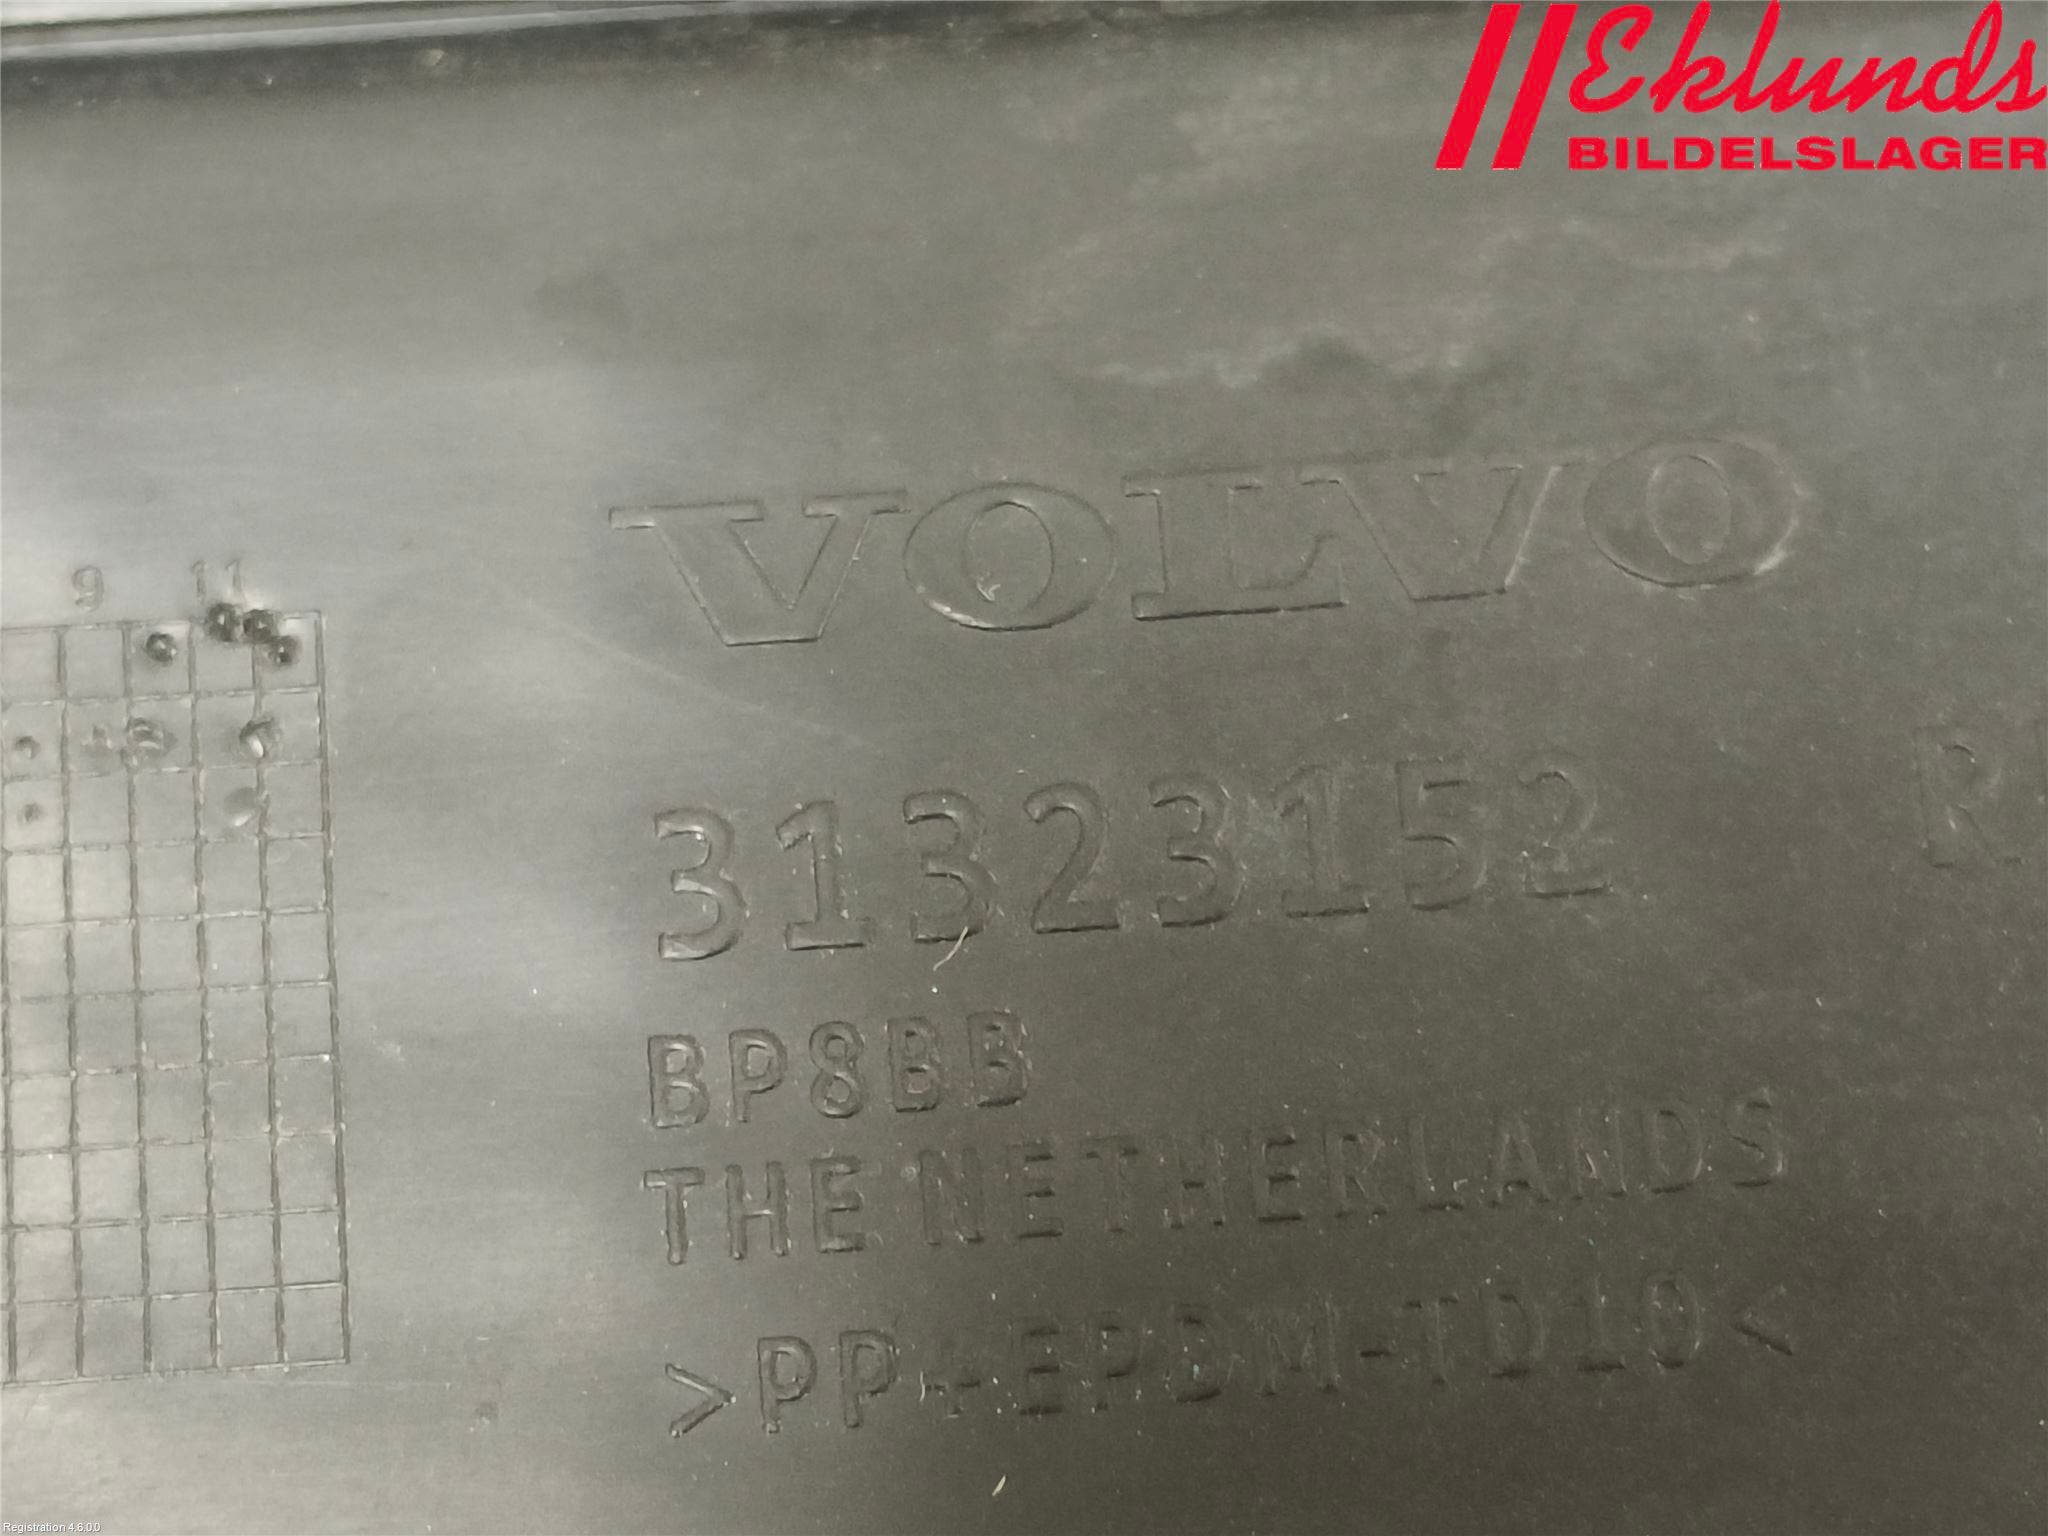 Eklunds
BILDELSLAGER
VOLVO
9 11
31323152
BP8BB
THE NETHERLANDS
>PP+EPDM-TD10<
Registration 4.6.0.0